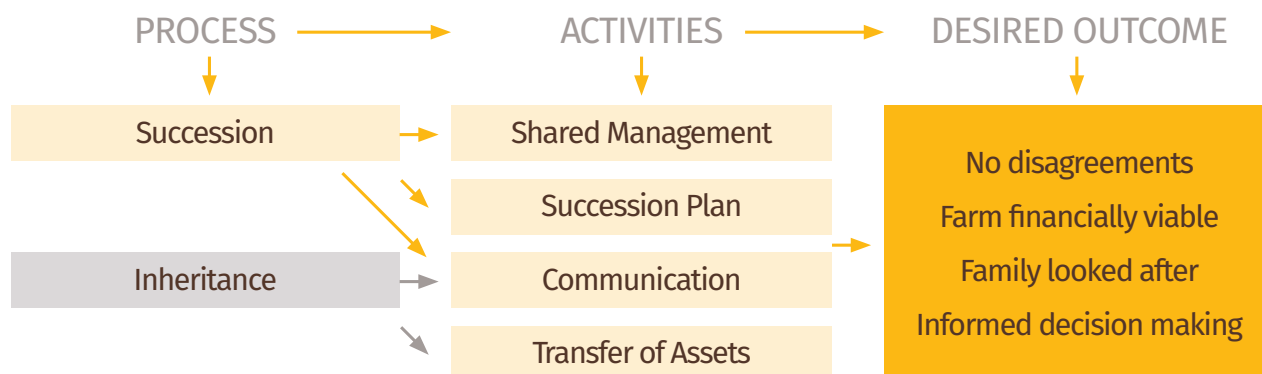 PROCESS
ACTIVITIES
DESIRED OUTCOME
Succession
Inheritance
Shared Management
Succession Plan
Communication
Transfer of Assets
No disagreements
Farm financially viable
Family looked after
Informed decision making